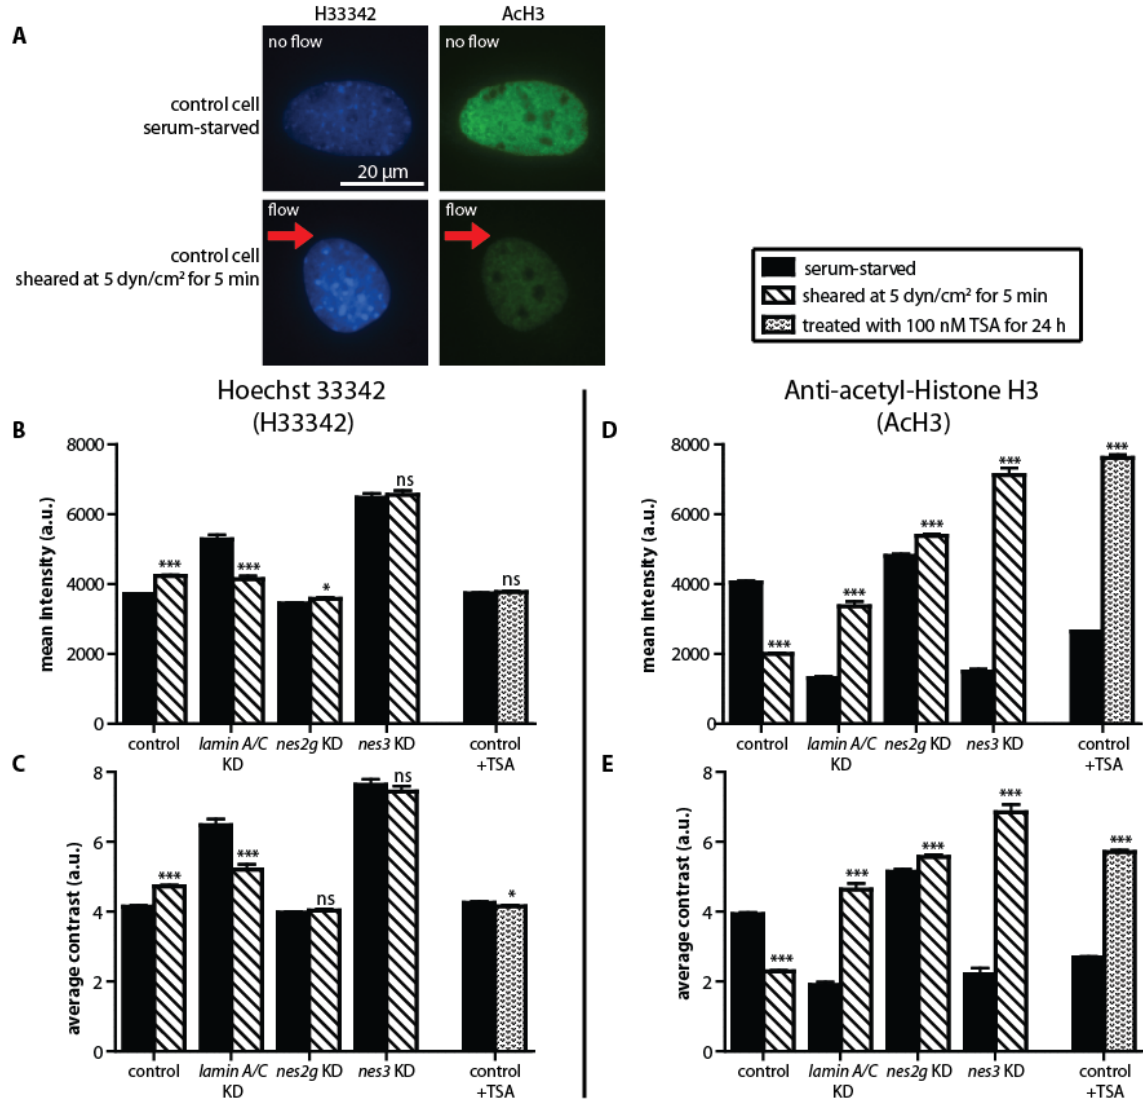 H33342
AcH3
A
no flow
no flow
control cell
serum-starved
20 µm
flow
flow
control cell
sheared at 5 dyn/cm² for 5 min
serum-starved
sheared at 5 dyn/cm² for 5 min
treated with 100 nM TSA for 24 h
Hoechst 33342
(H33342)
Anti-acetyl-Histone H3
(AcH3)
B
mean intensity (a.u.)
8000
6000
4000
2000
0
***
***
*
ns
ns
control
lamin A/C
KD
nes2g KD
nes3 KD
control
+TSA
C
average contrast (a.u.)
8
6
4
2
0
***
***
ns
ns
*
control
lamin A/C
KD
nes2g KD
nes3 KD
control
+TSA
D
mean intensity (a.u.)
8000
6000
4000
2000
0
***
***
***
***
***
control
lamin A/C
KD
nes2g KD
nes3 KD
control
+TSA
E
average contrast (a.u.)
8
6
4
2
0
***
***
***
***
***
control
lamin A/C
KD
nes2g KD
nes3 KD
control
+TSA